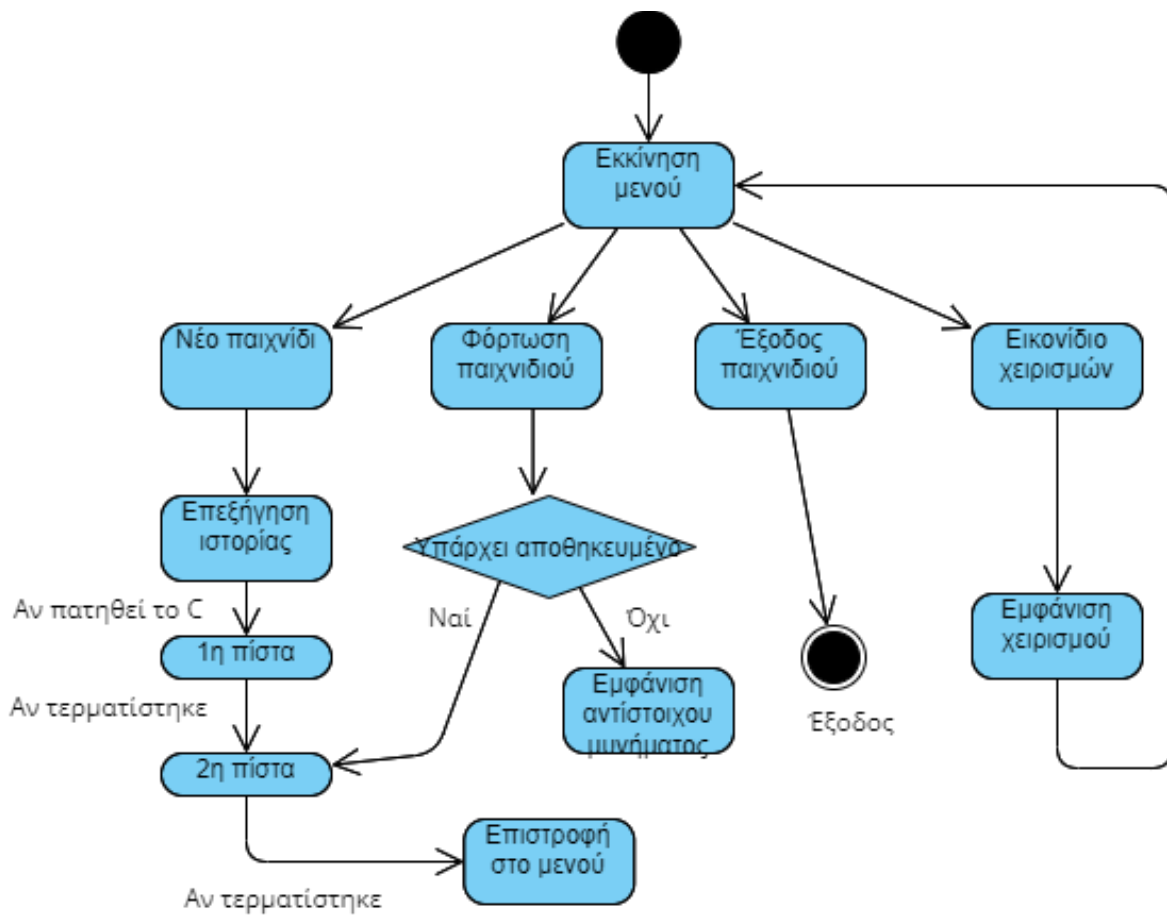 Εκκίνηση
μενού
Νέο παιχνίδι
Φόρτωση
παιχνιδιού
Έξοδος
παιχνιδιού
Εικονίδιο
χειρισμών
Επεξήγηση
ιστορίας
Υπάρχει αποθηκευμένο
Αν πατηθεί το C
Ναί
Όχι
1η πίστα
Εμφάνιση
χειρισμού
Αν τερματίστηκε
Εμφάνιση
αντίστοιχου
μυνήματος
Έξοδος
2η πίστα
Επιστροφή
στο μενού
Αν τερματίστηκε